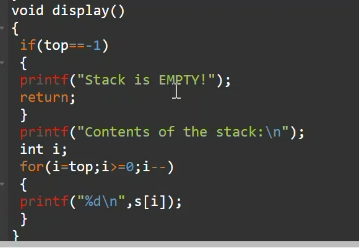 void display()
{
if(top==-1)
{
printf("Stack is EMPTY!");
return;
}
printf("Contents of the stack:\n");
int i;
for(i=top;i>=0;i--)
{
printf("%d\n",s[i]);
}
}